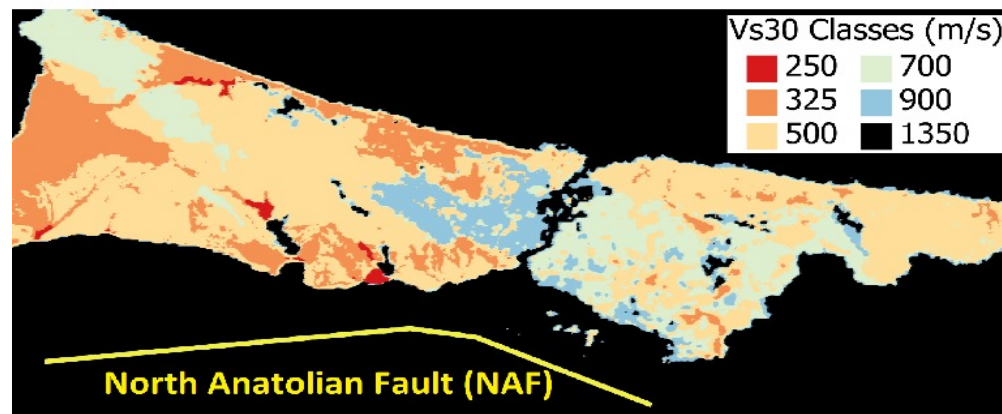 Vs30 Classes (m/s)
250 700
325 900
500 1350
North Anatolian Fault (NAF)